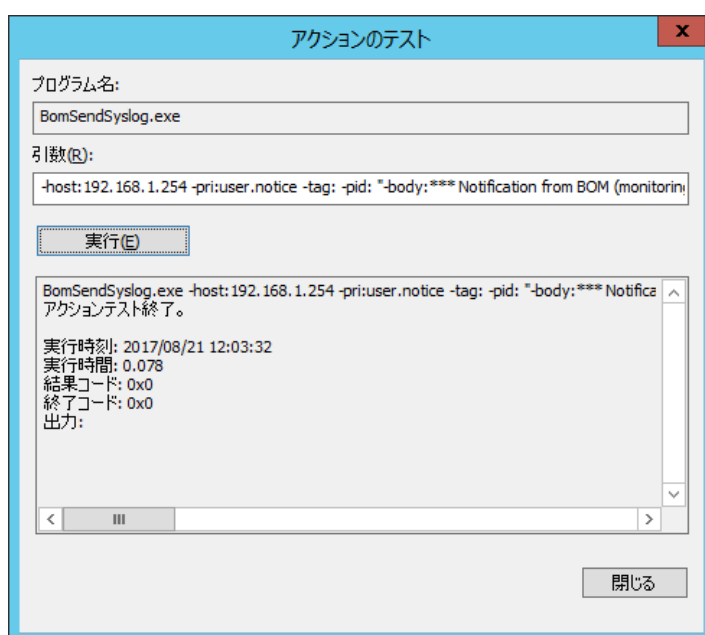 アクションのテスト
x
プログラム名:
BomSendSyslog.exe
引数(R):
-host:192.168.1.254 -pri:user.notice -tag: -pid: "-body:*** Notification from BOM (monitorin
実行(E)
BomSendSyslog.exe -host:192.168.1.254 -pri:user.notice -tag: -pid: "-body:*** Notifica
アクションテスト終了。
実行時刻: 2017/08/21 12:03:32
実行時間: 0.078
結果コード: 0x0
終了コード: 0x0
出力:
閉じる